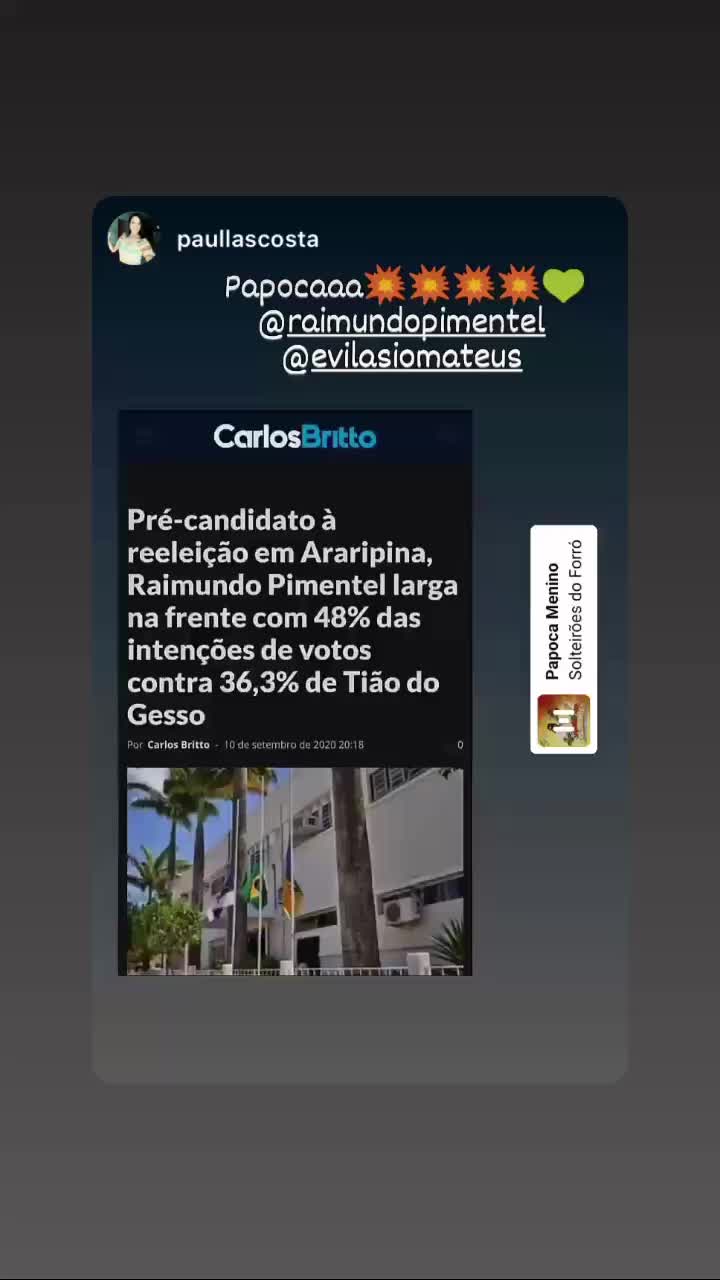 paullascosta
Papocaaa💥💥💥💥💚
@raimundopimentel
@evilasiomateus
CarlosBritto
Pré-candidato à
reeleição em Araripina,
Raimundo Pimentel larga
na frente com 48% das
intenções de votos
contra 36,3% de Tião do
Gesso
Por Carlos Britto - 10 de setembro de 2020 20:18 0
Papoca Menino
Solteirões do Forró